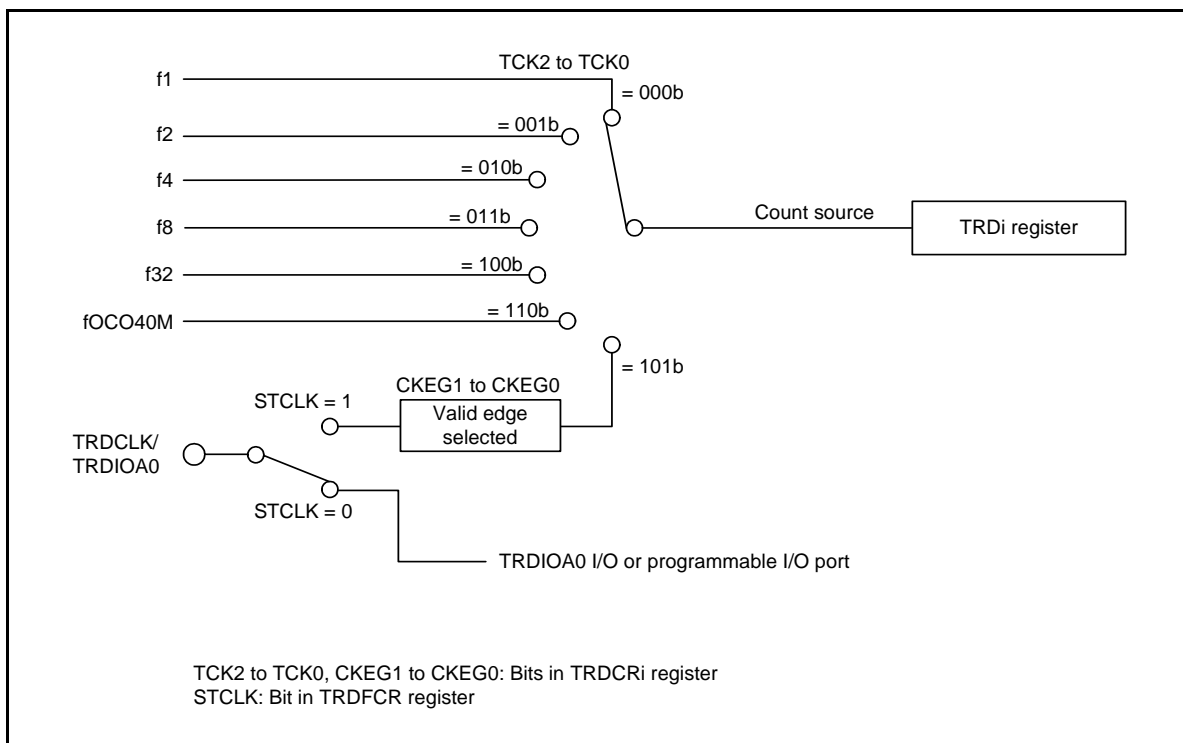 TCK2 to TCK0
f1
= 000b
f2
= 001b
f4
= 010b
f8
= 011b
Count source
TRDi register
f32
= 100b
fOCO40M
= 110b
= 101b
CKEG1 to CKEG0
STCLK = 1
Valid edge
selected
TRDCLK/
TRDIOA0
STCLK = 0
TRDIOA0 I/O or programmable I/O port
TCK2 to TCK0, CKEG1 to CKEG0: Bits in TRDCRi register
STCLK: Bit in TRDFCR register